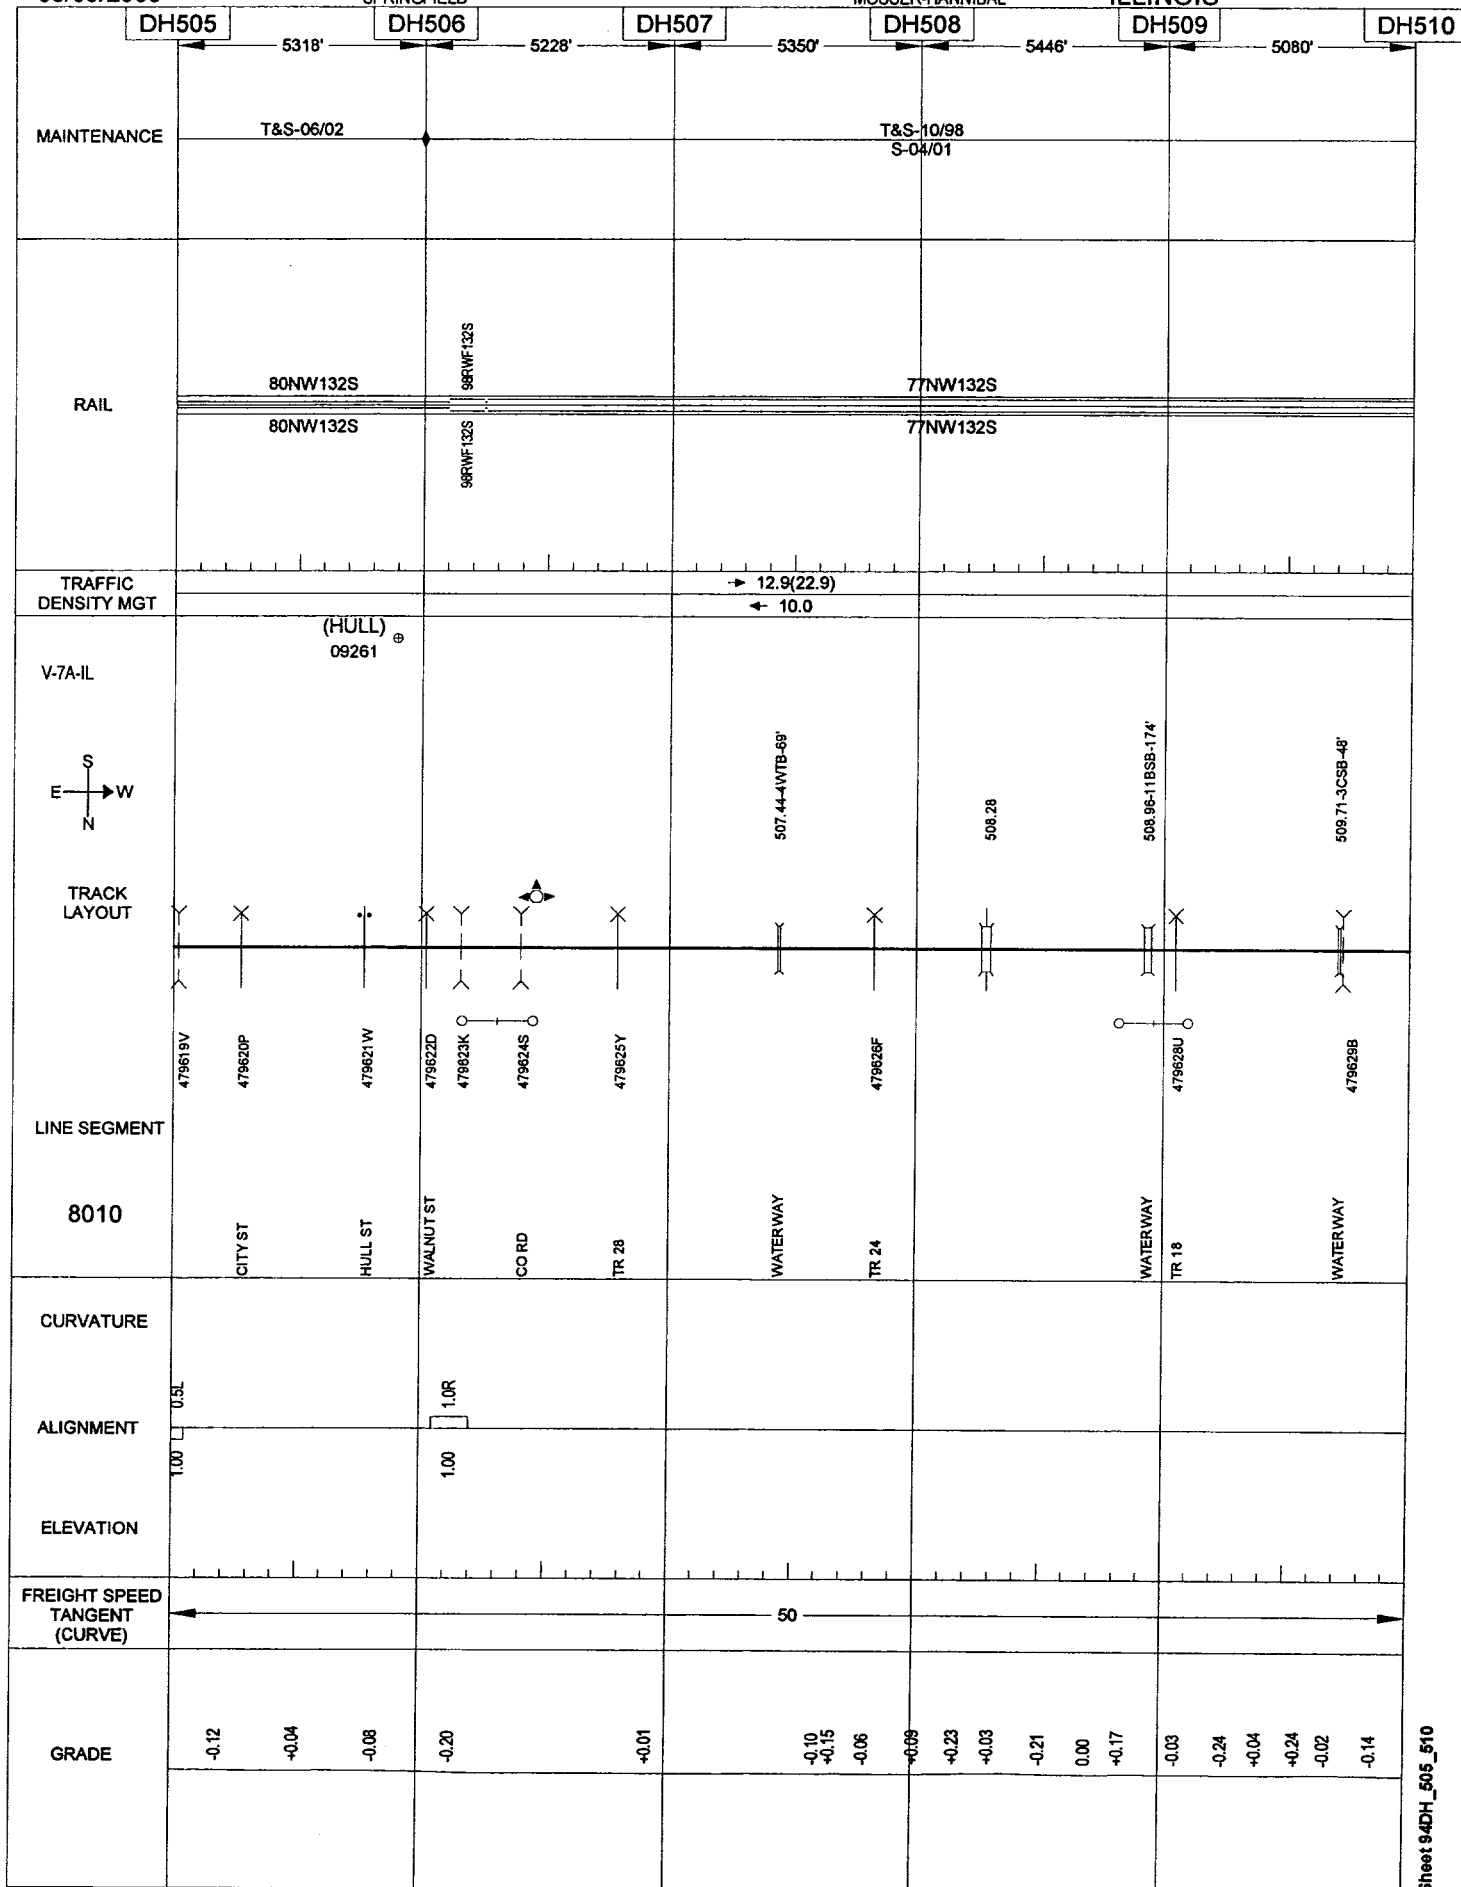 ILLINOIS
DH505 DH506 DH507 DH508 DH509 DH510
5318' 5228' 5350' 5446' 5080'
MAINTENANCE
T&S-06/02
T&S-10/98
S-04/01
RAIL
80NW132S
80NW132S
98RWF132S
98RWF132S
77NW132S
77NW132S
TRAFFIC
DENSITY MGT
12.9(22.9)
10.0
(HULL)
09261
V-7A-IL
S
E W
N
507.44-4WTB-69'
508.28
508.96-11BSB-174'
509.71-3CSB-48'
TRACK
LAYOUT
479619V
479620P
479621W
479622D
479623K
479624S
479625Y
479626F
479628U
479629B
LINE SEGMENT
8010
CITY ST
HULL ST
WALNUT ST
CO RD
TR 28
WATERWAY
TR 24
WATERWAY
TR 18
WATERWAY
CURVATURE
0.5L
1.0R
ALIGNMENT
1.00
1.00
ELEVATION
FREIGHT SPEED
TANGENT
(CURVE)
50
GRADE
-0.12
+0.04
-0.08
-0.20
+0.01
-0.10
+0.15
-0.06
+0.09
+0.23
+0.03
-0.21
0.00
+0.17
-0.03
-0.24
+0.04
+0.24
-0.02
-0.14
Sheet 94DH_505_510